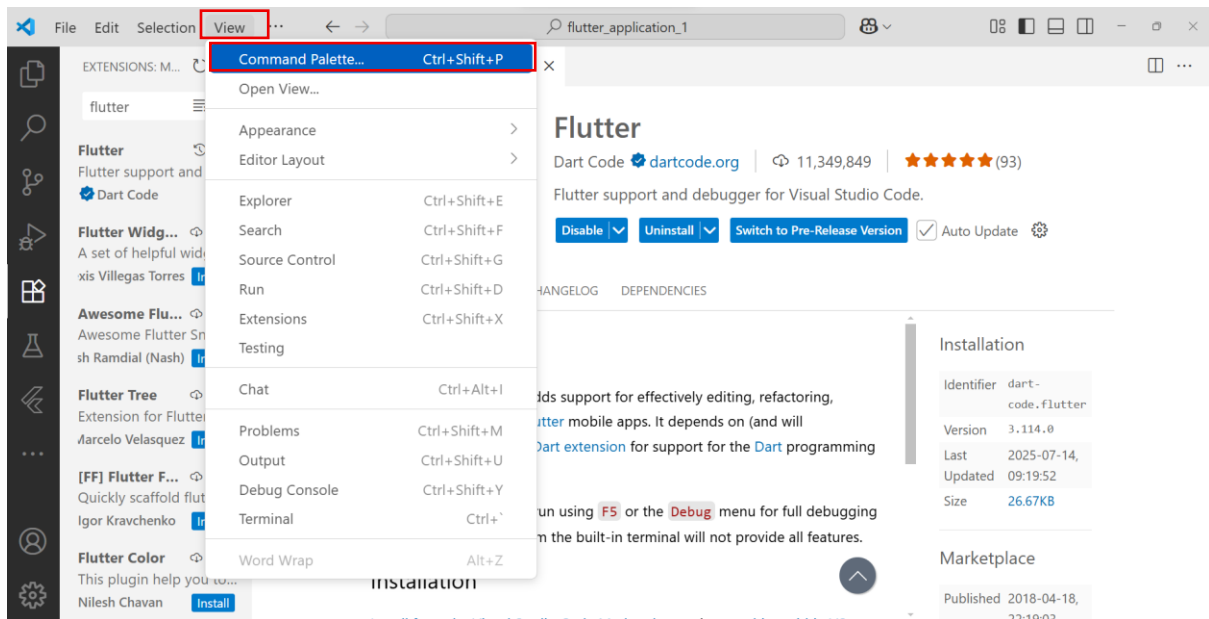 File Edit Selection View ··· flutter_application_1
EXTENSIONS: M...
flutter
Flutter
Flutter support and
Dart Code
Flutter Widg...
A set of helpful wid
xis Villegas Torres
Awesome Flu...
Awesome Flutter Sn
sh Ramdial (Nash)
Flutter Tree
Extension for Flutter
Marcelo Velasquez
[FF] Flutter F...
Quickly scaffold flut
Igor Kravchenko
Flutter Color
This plugin help you to...
Nilesh Chavan Install
Command Palette... Ctrl+Shift+P
Open View...
Appearance
Editor Layout
Explorer Ctrl+Shift+E
Search Ctrl+Shift+F
Source Control Ctrl+Shift+G
Run Ctrl+Shift+D
Extensions Ctrl+Shift+X
Testing
Chat Ctrl+Alt+I
Problems Ctrl+Shift+M
Output Ctrl+Shift+U
Debug Console Ctrl+Shift+Y
Terminal Ctrl+`
Word Wrap Alt+Z
Flutter
Dart Code dartcode.org 11,349,849 (93)
Flutter support and debugger for Visual Studio Code.
Disable Uninstall Switch to Pre-Release Version Auto Update
HANGELOG DEPENDENCIES
dds support for effectively editing, refactoring,
utter mobile apps. It depends on (and will
Dart extension for support for the Dart programming
run using F5 or the Debug menu for full debugging
m the built-in terminal will not provide all features.
Installation
Installation
Identifier dart-
code.flutter
Version 3.114.0
Last 2025-07-14,
Updated 09:19:52
Size 26.67KB
Marketplace
Published 2018-04-18,